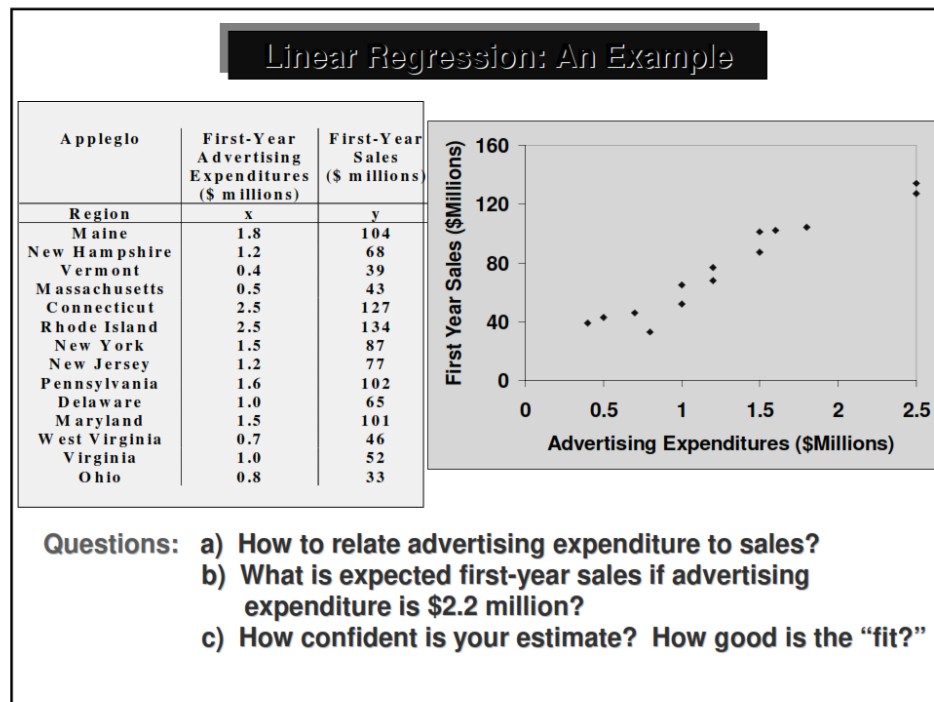 Linear Regression: An Example
Appleglo First-Year First-Year
Advertising Sales
Expenditures ($ millions)
($ millions)
Region x y
Maine 1.8 104
New Hampshire 1.2 68
Vermont 0.4 39
Massachusetts 0.5 43
Connecticut 2.5 127
Rhode Island 2.5 134
New York 1.5 87
New Jersey 1.2 77
Pennsylvania 1.6 102
Delaware 1.0 65
Maryland 1.5 101
West Virginia 0.7 46
Virginia 1.0 52
Ohio 0.8 33
First Year Sales ($Millions)
160
120
80
40
0
0 0.5 1 1.5 2 2.5
Advertising Expenditures ($Millions)
Questions: a) How to relate advertising expenditure to sales?
b) What is expected first-year sales if advertising
expenditure is $2.2 million?
c) How confident is your estimate? How good is the “fit?”